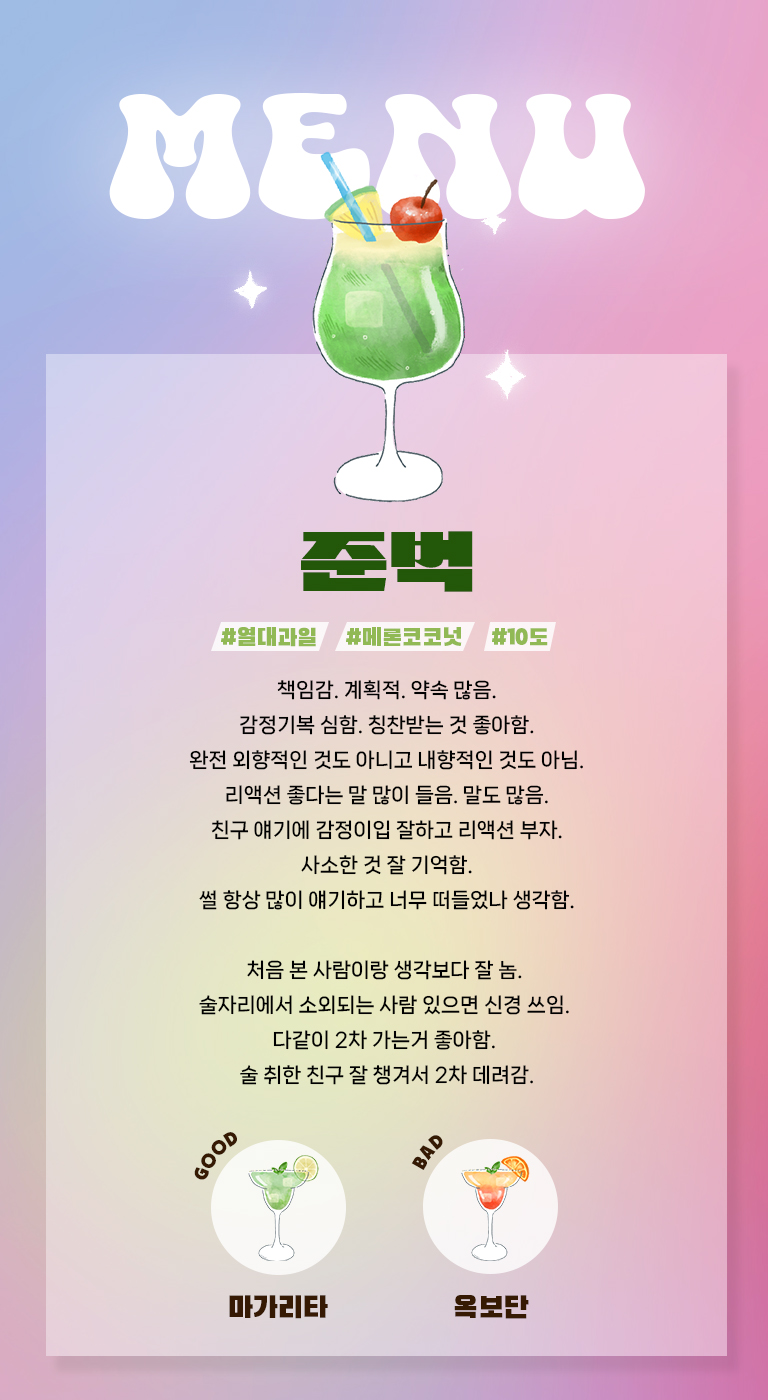 MENU
준벅
#열대과일 #메론코코넛 #10도
책임감. 계획적. 약속 많음.
감정기복 심함. 칭찬받는 것 좋아함.
완전 외향적인 것도 아니고 내향적인 것도 아님.
리액션 좋다는 말 많이 들음. 말도 많음.
친구 얘기에 감정이입 잘하고 리액션 부자.
사소한 것 잘 기억함.
썰 항상 많이 얘기하고 너무 떠들었나 생각함.
처음 본 사람이랑 생각보다 잘 놈.
술자리에서 소외되는 사람 있으면 신경 쓰임.
다같이 2차 가는거 좋아함.
술 취한 친구 잘 챙겨서 2차 데려감.
GOOD
마가리타
BAD
옥보단